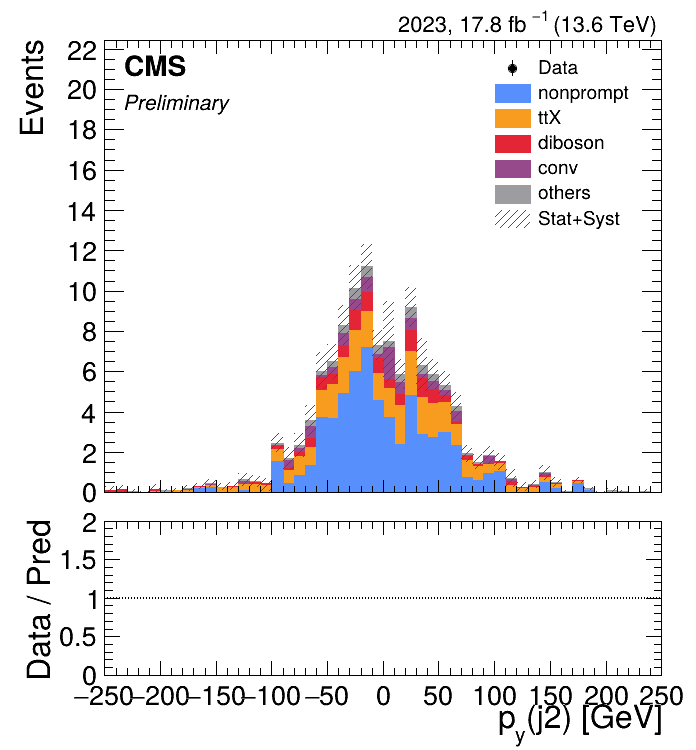 2023, 17.8 fb⁻¹ (13.6 TeV)
CMS
Preliminary
Events
22
20
18
16
14
12
10
8
6
4
2
0
Data
nonprompt
ttX
diboson
conv
others
Stat+Syst
Data / Pred
2
1.5
1
0.5
0
−250 −200 −150 −100 −50 0 50 100 150 200 250
p_y(j2) [GeV]